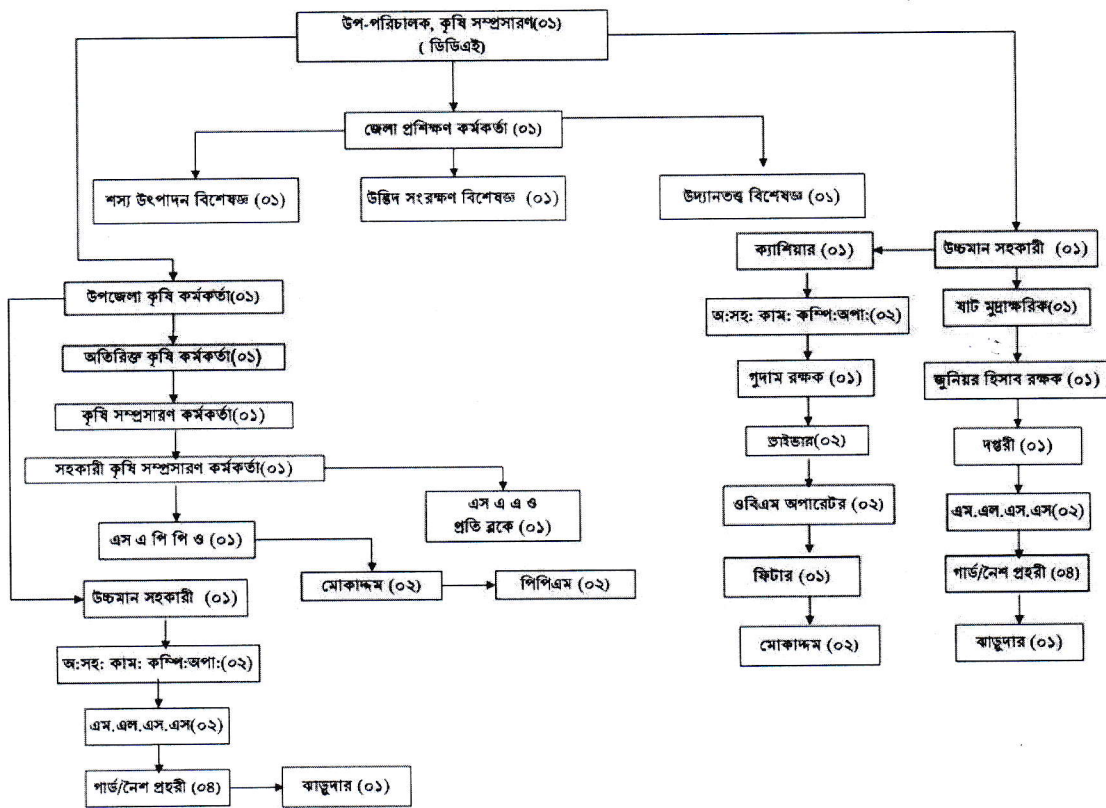 উপ-পরিচালক, কৃষি সম্প্রসারণ(০১)
( ডিডিএই)
জেলা প্রশিক্ষণ কর্মকর্তা (০১)
শস্য উৎপাদন বিশেষজ্ঞ (০১)
উদ্ভিদ সংরক্ষণ বিশেষজ্ঞ (০১)
উদ্যানতত্ত্ব বিশেষজ্ঞ (০১)
ক্যাশিয়ার (০১)
উচ্চমান সহকারী (০১)
উপজেলা কৃষি কর্মকর্তা(০১)
অ:সহ: কাম: কম্পি:অপা:(০২)
ষাট মুদ্রাক্ষরিক(০১)
অতিরিক্ত কৃষি কর্মকর্তা(০১)
গুদাম রক্ষক (০১)
জুনিয়র হিসাব রক্ষক (০১)
কৃষি সম্প্রসারণ কর্মকর্তা(০১)
ড্রাইভার(০২)
দপ্তরী (০১)
সহকারী কৃষি সম্প্রসারণ কর্মকর্তা(০১)
এস এ এ ও
প্রতি ব্লকে (০১)
ওবিএম অপারেটর (০২)
এম.এল.এস.এস(০২)
এস এ পি পি ও (০১)
মোকাদ্দম (০২)
পিপিএম (০২)
ফিটার (০১)
গার্ড/নৈশ প্রহরী (০৪)
উচ্চমান সহকারী (০১)
মোকাদ্দম (০২)
ঝাড়ুদার (০১)
অ:সহ: কাম: কম্পি:অপা:(০২)
এম.এল.এস.এস(০২)
গার্ড/নৈশ প্রহরী (০৪)
ঝাড়ুদার (০১)